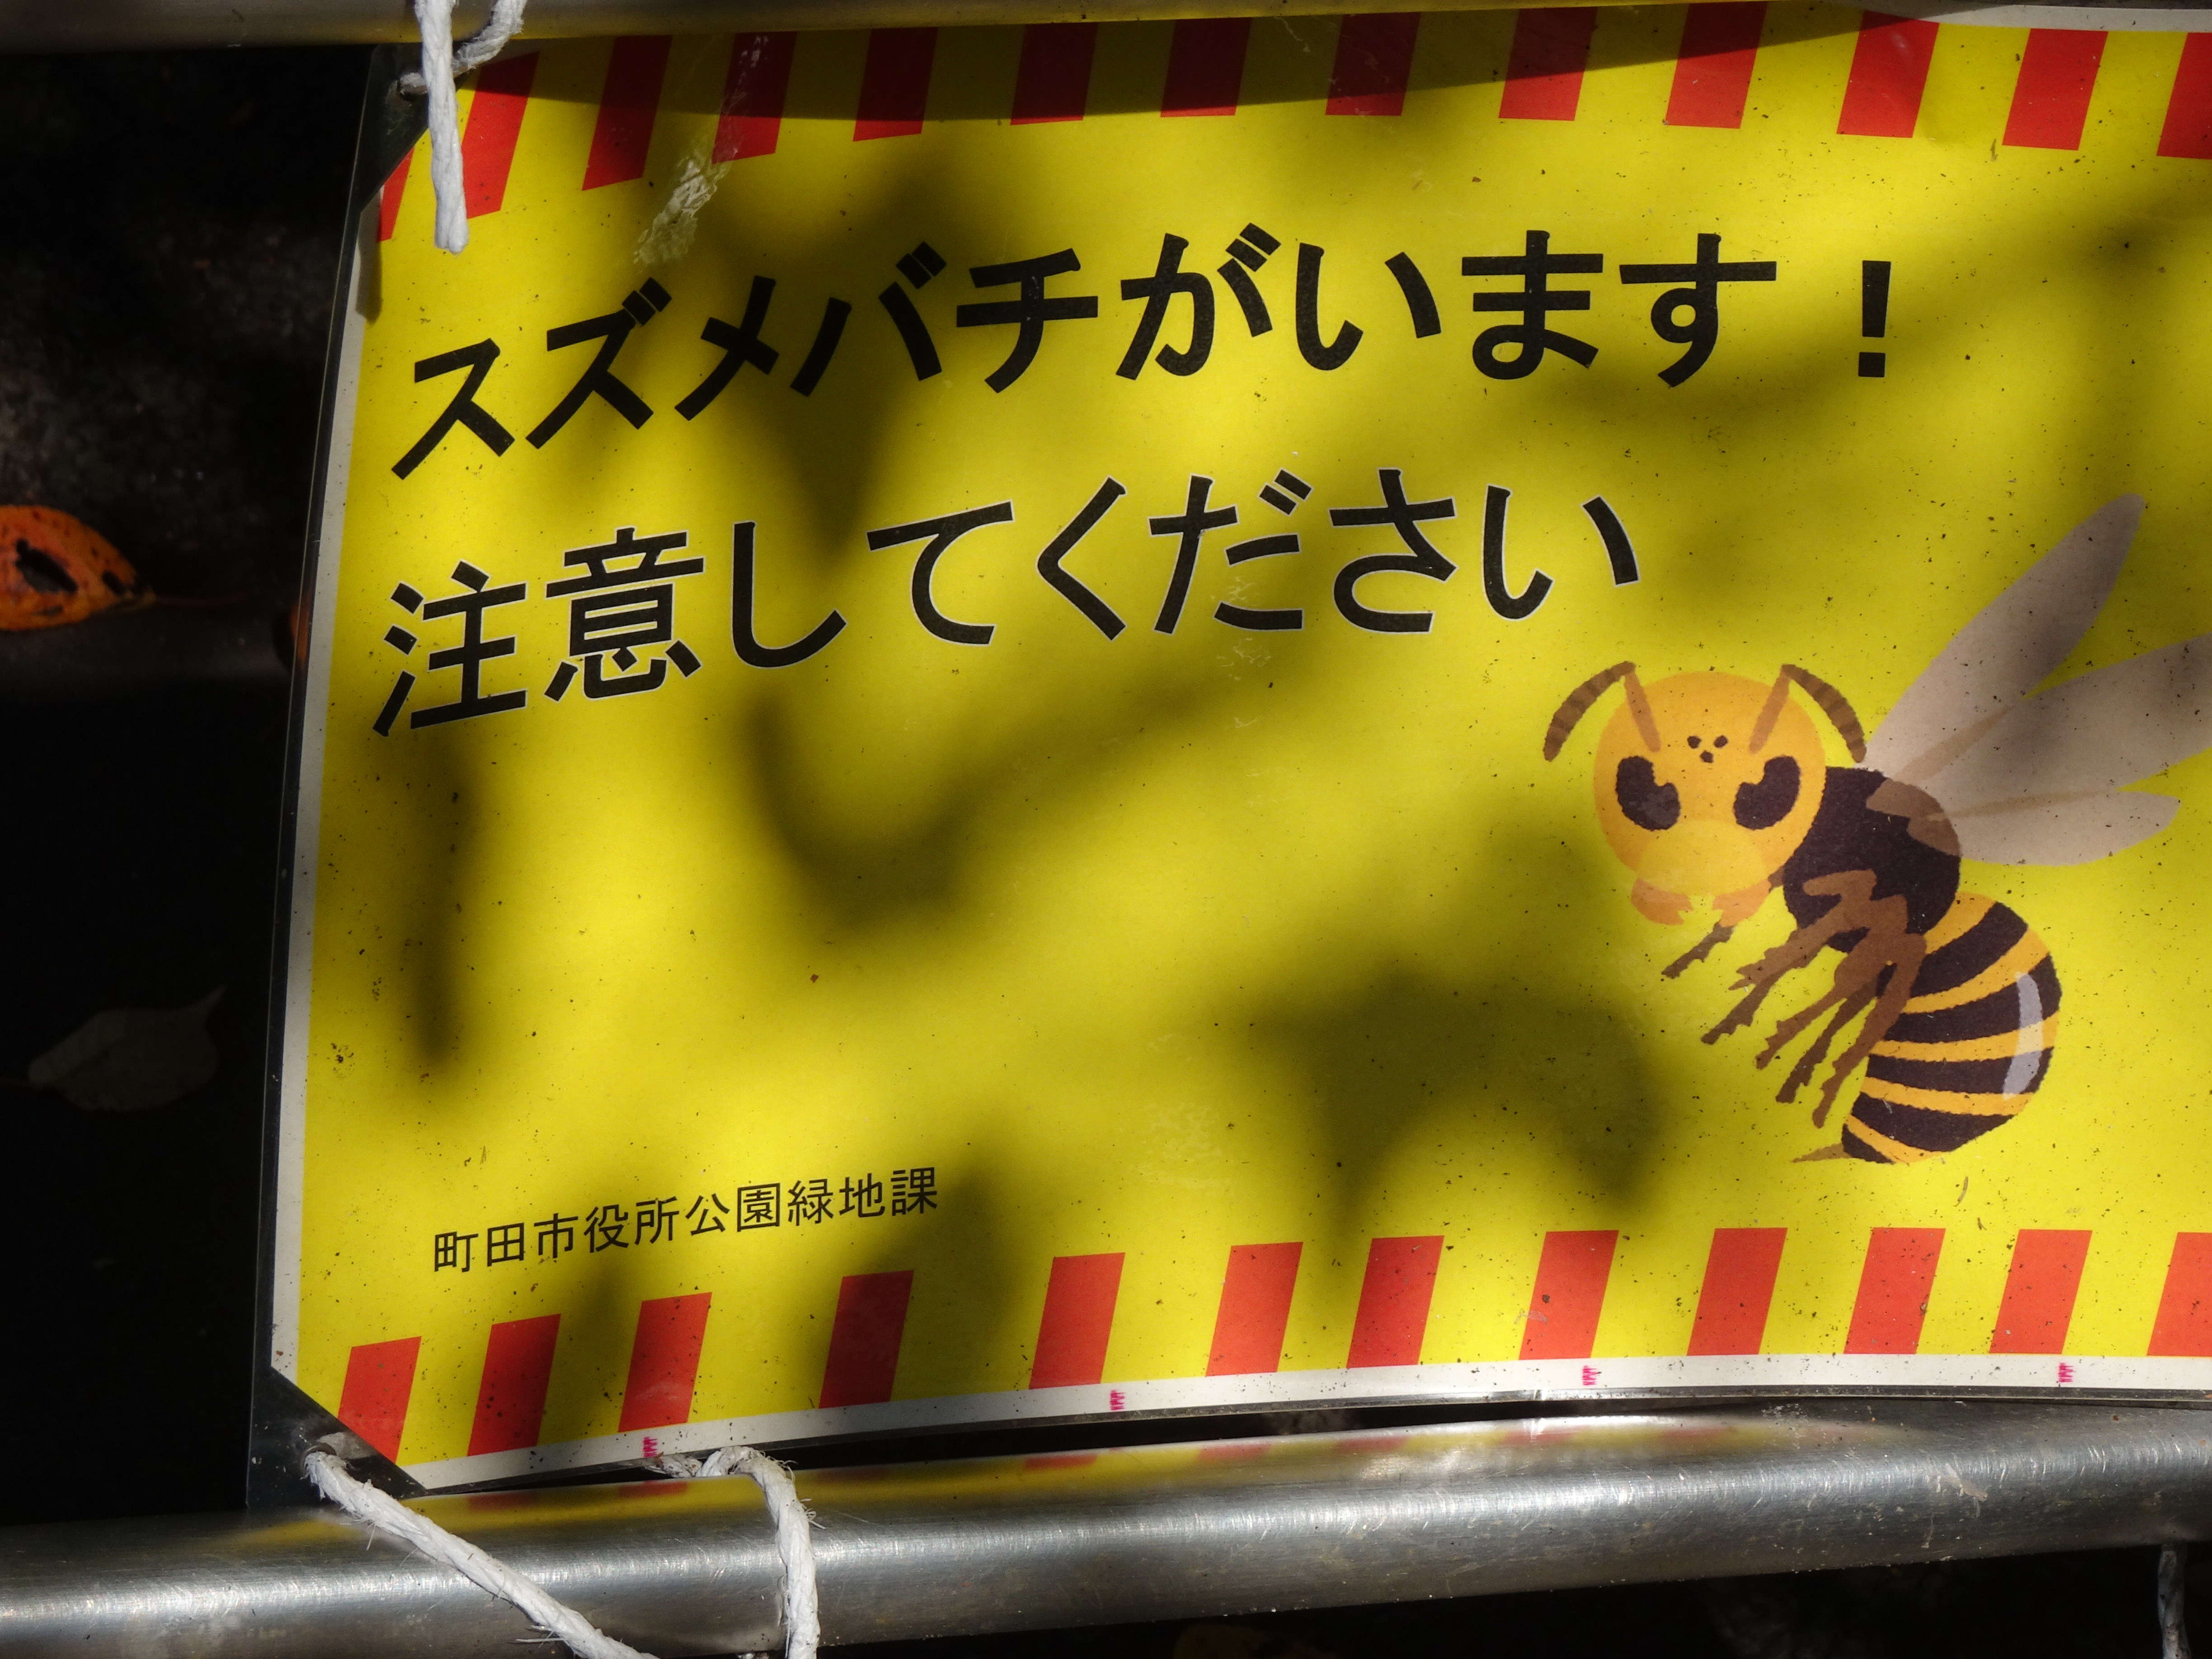 スズメバチがいます！
注意してください
町田市役所公園緑地課